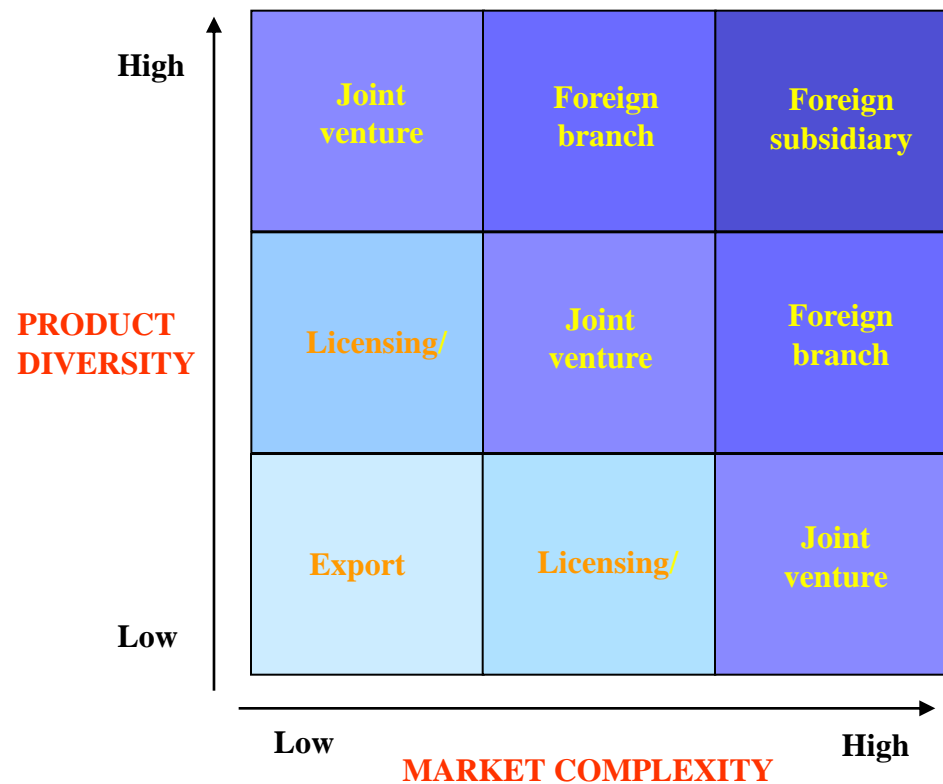 High
Joint
venture
Foreign
branch
Foreign
subsidiary
PRODUCT
DIVERSITY
Licensing/
Joint
venture
Foreign
branch
Export
Licensing/
Joint
venture
Low
Low
High
MARKET COMPLEXITY